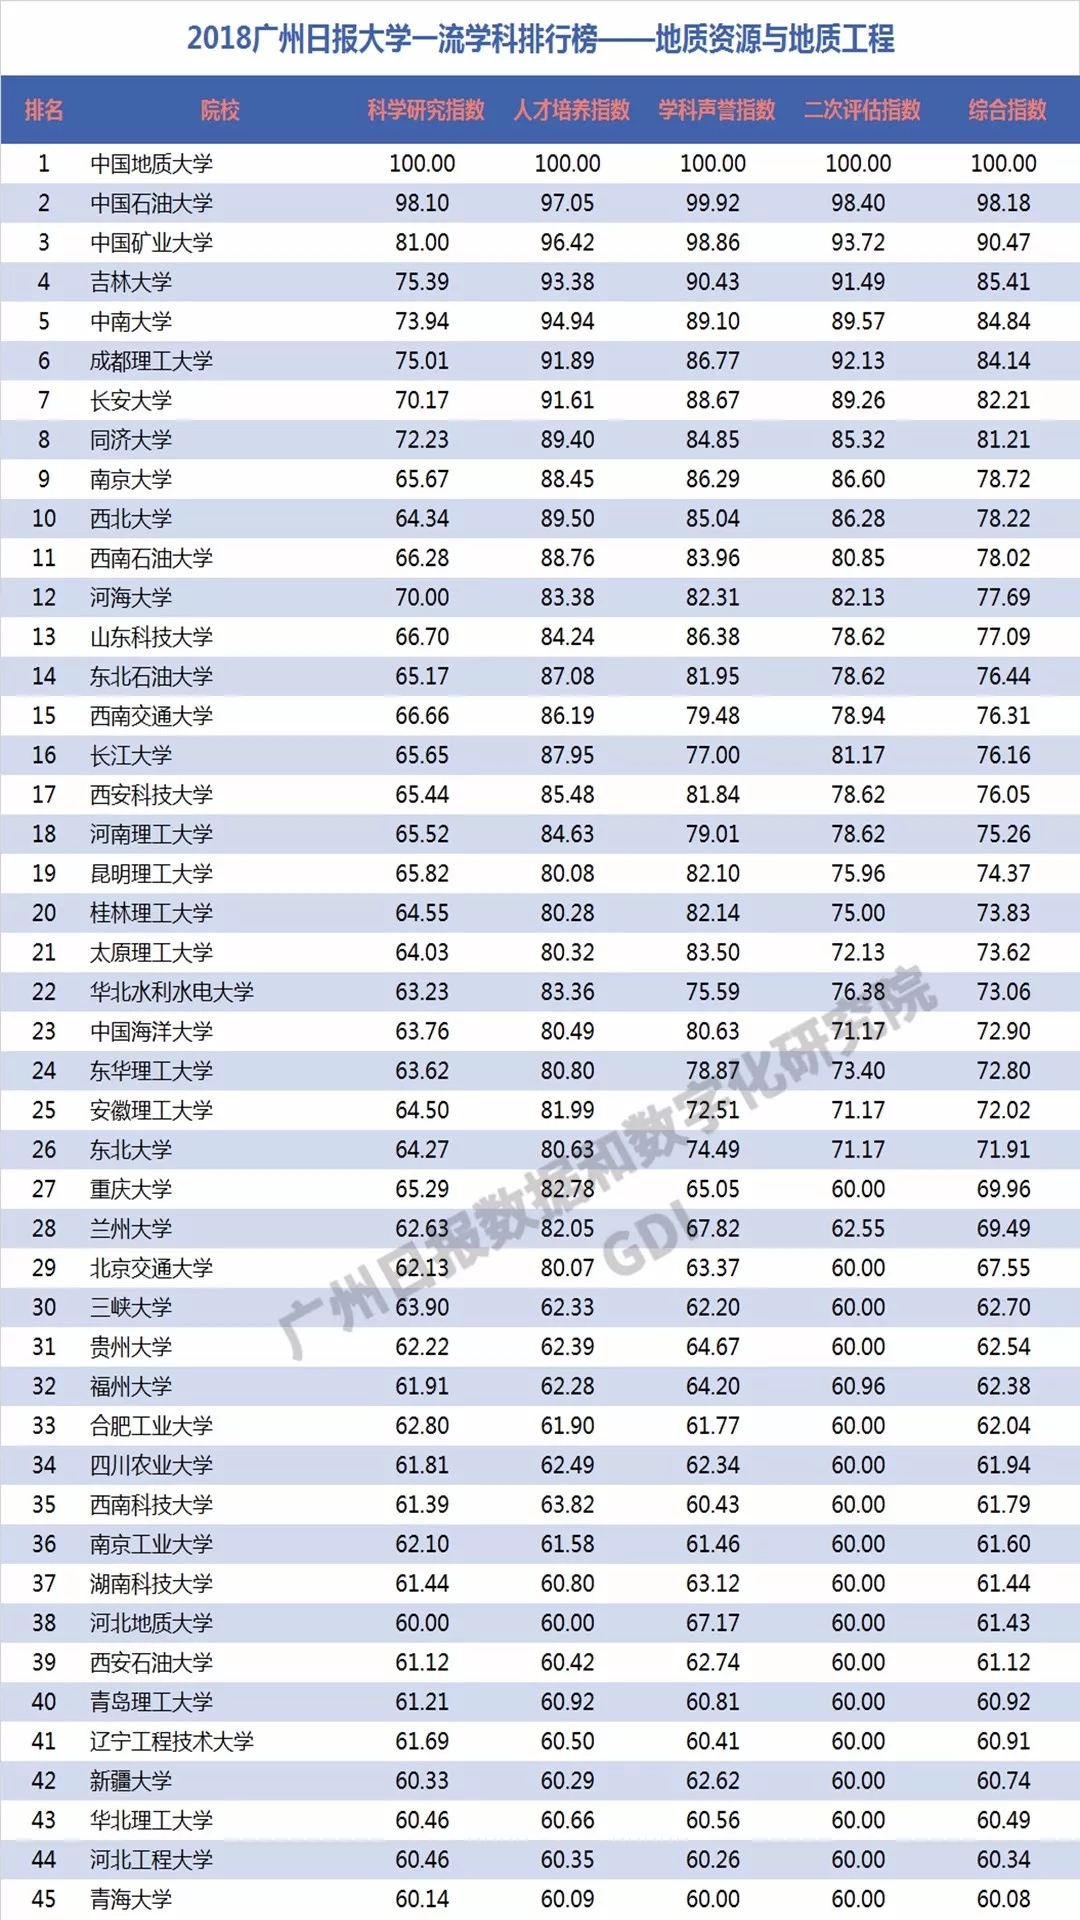 2018广州日报大学一流学科排行榜——地质资源与地质工程
排名 院校 科学研究指数 人才培养指数 学科声誉指数 二次评估指数 综合指数
1 中国地质大学 100.00 100.00 100.00 100.00 100.00
2 中国石油大学 98.10 97.05 99.92 98.40 98.18
3 中国矿业大学 81.00 96.42 98.86 93.72 90.47
4 吉林大学 75.39 93.38 90.43 91.49 85.41
5 中南大学 73.94 94.94 89.10 89.57 84.84
6 成都理工大学 75.01 91.89 86.77 92.13 84.14
7 长安大学 70.17 91.61 88.67 89.26 82.21
8 同济大学 72.23 89.40 84.85 85.32 81.21
9 南京大学 65.67 88.45 86.29 86.60 78.72
10 西北大学 64.34 89.50 85.04 86.28 78.22
11 西南石油大学 66.28 88.76 83.96 80.85 78.02
12 河海大学 70.00 83.38 82.31 82.13 77.69
13 山东科技大学 66.70 84.24 86.38 78.62 77.09
14 东北石油大学 65.17 87.08 81.95 78.62 76.44
15 西南交通大学 66.66 86.19 79.48 78.94 76.31
16 长江大学 65.65 87.95 77.00 81.17 76.16
17 西安科技大学 65.44 85.48 81.84 78.62 76.05
18 河南理工大学 65.52 84.63 79.01 78.62 75.26
19 昆明理工大学 65.82 80.08 82.10 75.96 74.37
20 桂林理工大学 64.55 80.28 82.14 75.00 73.83
21 太原理工大学 64.03 80.32 83.50 72.13 73.62
22 华北水利水电大学 63.23 83.36 75.59 76.38 73.06
23 中国海洋大学 63.76 80.49 80.63 71.17 72.90
24 东华理工大学 63.62 80.80 78.87 73.40 72.80
25 安徽理工大学 64.50 81.99 72.51 71.17 72.02
26 东北大学 64.27 80.63 74.49 71.17 71.91
27 重庆大学 65.29 82.78 65.05 60.00 69.96
28 兰州大学 62.63 82.05 67.82 62.55 69.49
29 北京交通大学 62.13 80.07 63.37 60.00 67.55
30 三峡大学 63.90 62.33 62.20 60.00 62.70
31 贵州大学 62.22 62.39 64.67 60.00 62.54
32 福州大学 61.91 62.28 64.20 60.96 62.38
33 合肥工业大学 62.80 61.90 61.77 60.00 62.04
34 四川农业大学 61.81 62.49 62.34 60.00 61.94
35 西南科技大学 61.39 63.82 60.43 60.00 61.79
36 南京工业大学 62.10 61.58 61.46 60.00 61.60
37 湖南科技大学 61.44 60.80 63.12 60.00 61.44
38 河北地质大学 60.00 60.00 67.17 60.00 61.43
39 西安石油大学 61.12 60.42 62.74 60.00 61.12
40 青岛理工大学 61.21 60.92 60.81 60.00 60.92
41 辽宁工程技术大学 61.69 60.50 60.41 60.00 60.91
42 新疆大学 60.33 60.29 62.62 60.00 60.74
43 华北理工大学 60.46 60.66 60.56 60.00 60.49
44 河北工程大学 60.46 60.35 60.26 60.00 60.34
45 青海大学 60.14 60.09 60.00 60.00 60.08
广州日报数据和数字化研究院
GDI